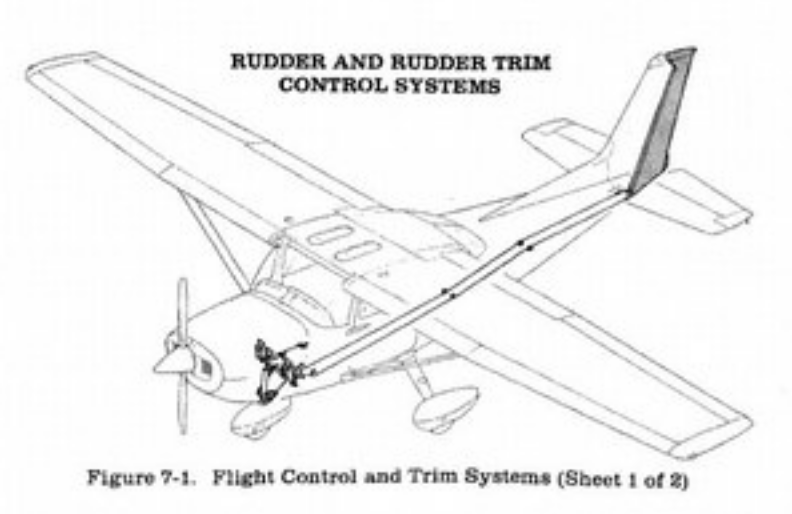 RUDDER AND RUDDER TRIM
CONTROL SYSTEMS
Figure 7-1. Flight Control and Trim Systems (Sheet 1 of 2)